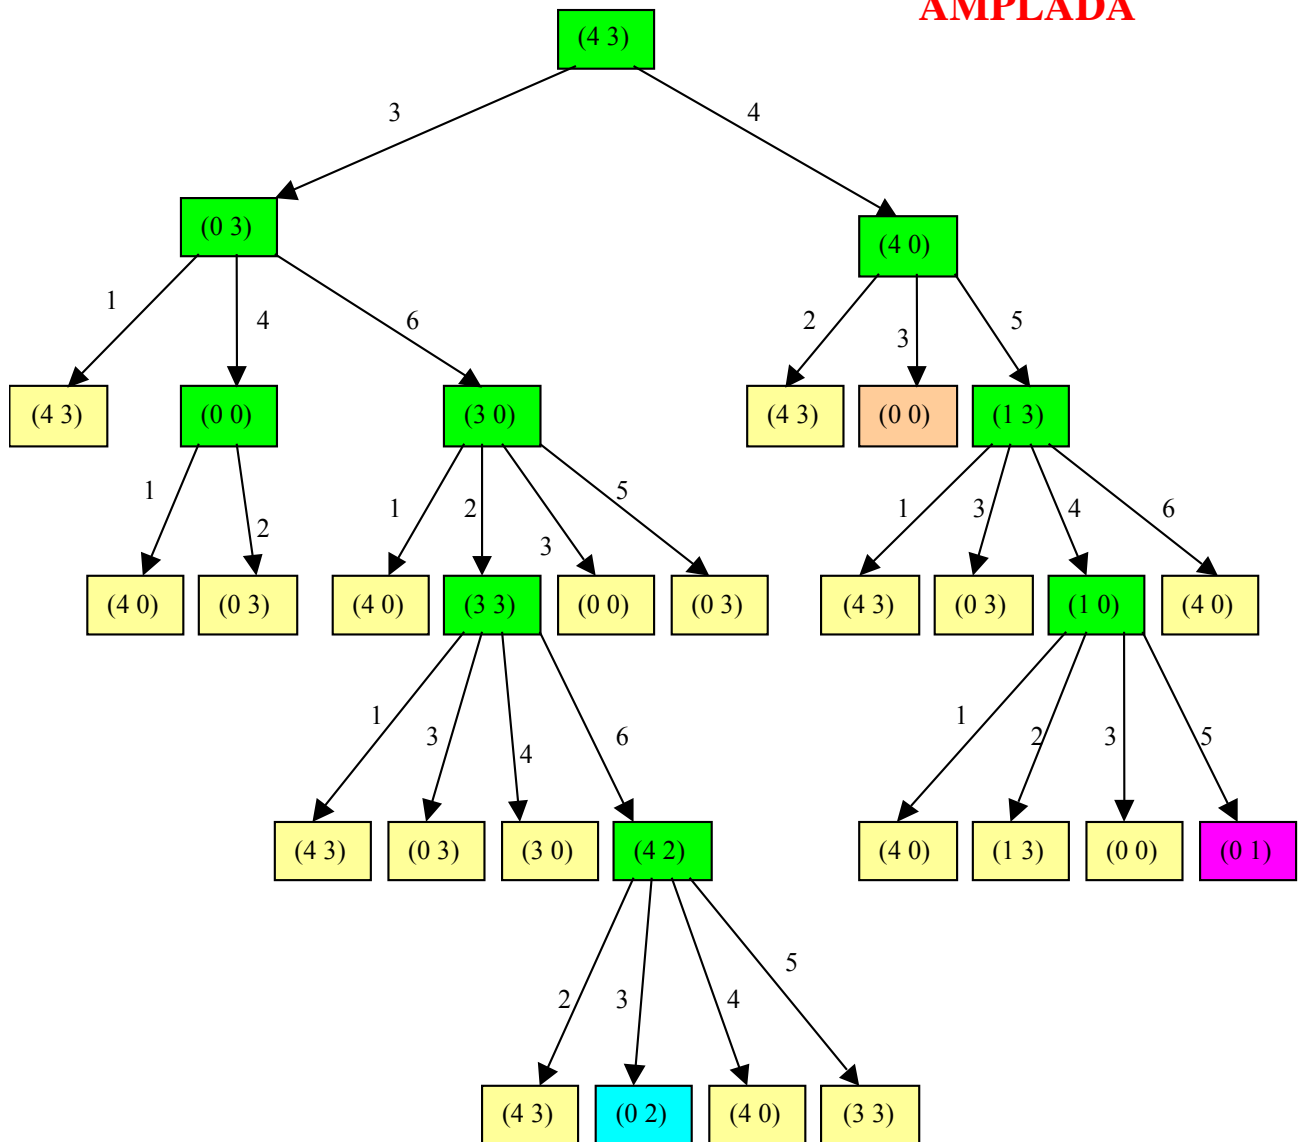 AMPLADA
(4 3)
3 4
(0 3)
(4 0)
1 4 6 2 3 5
(4 3) (0 0) (3 0) (4 3) (0 0) (1 3)
1 2 1 2 3 5 1 3 4 6
(4 0) (0 3) (4 0) (3 3) (0 0) (0 3) (4 3) (0 3) (1 0) (4 0)
1 3 4 6 1 2 3 5
(4 3) (0 3) (3 0) (4 2) (4 0) (1 3) (0 0) (0 1)
2 3 4 5
(4 3) (0 2) (4 0) (3 3)